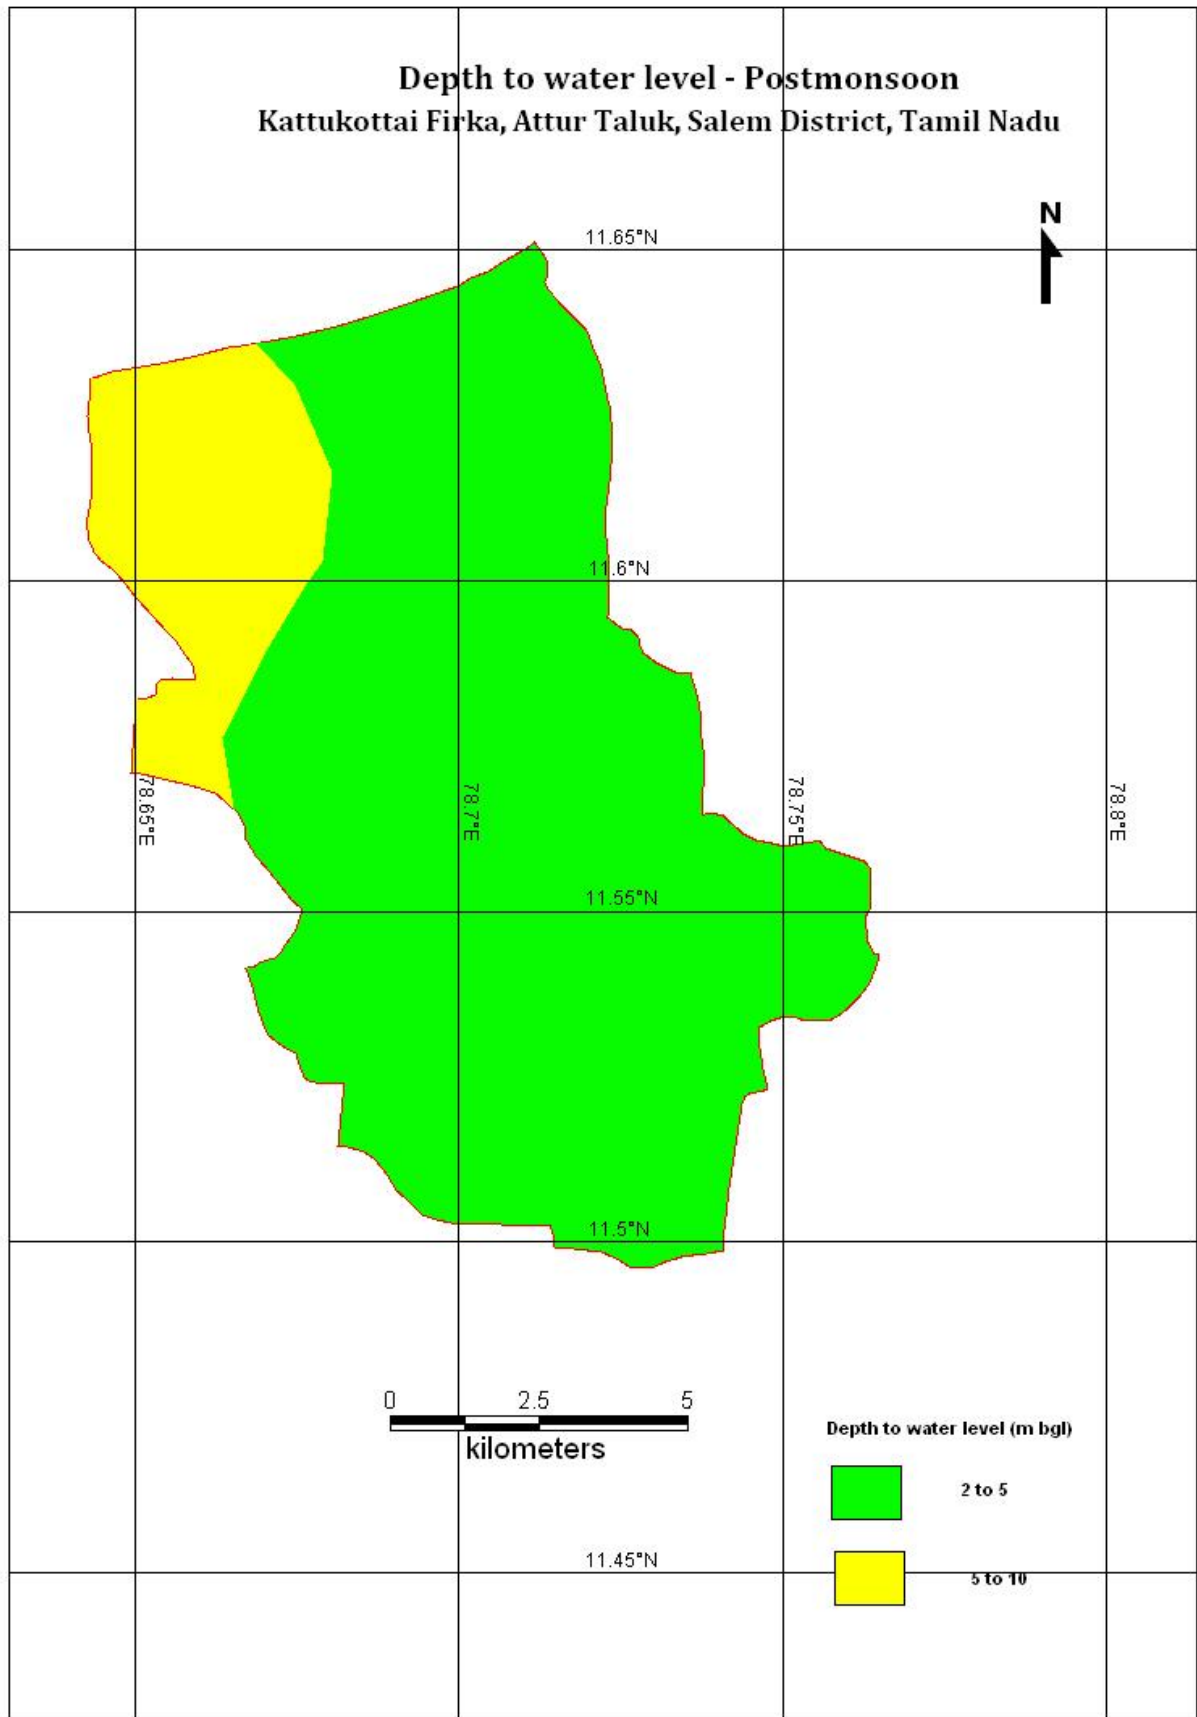 Depth to water level - Postmonsoon
Kattukottai Firka, Attur Taluk, Salem District, Tamil Nadu
N
11.65°N
11.6°N
78.65°E
78.7°E
78.75°E
78.8°E
11.55°N
11.5°N
0 2.5 5
kilometers
Depth to water level (m bgl)
2 to 5
11.45°N
5 to 10